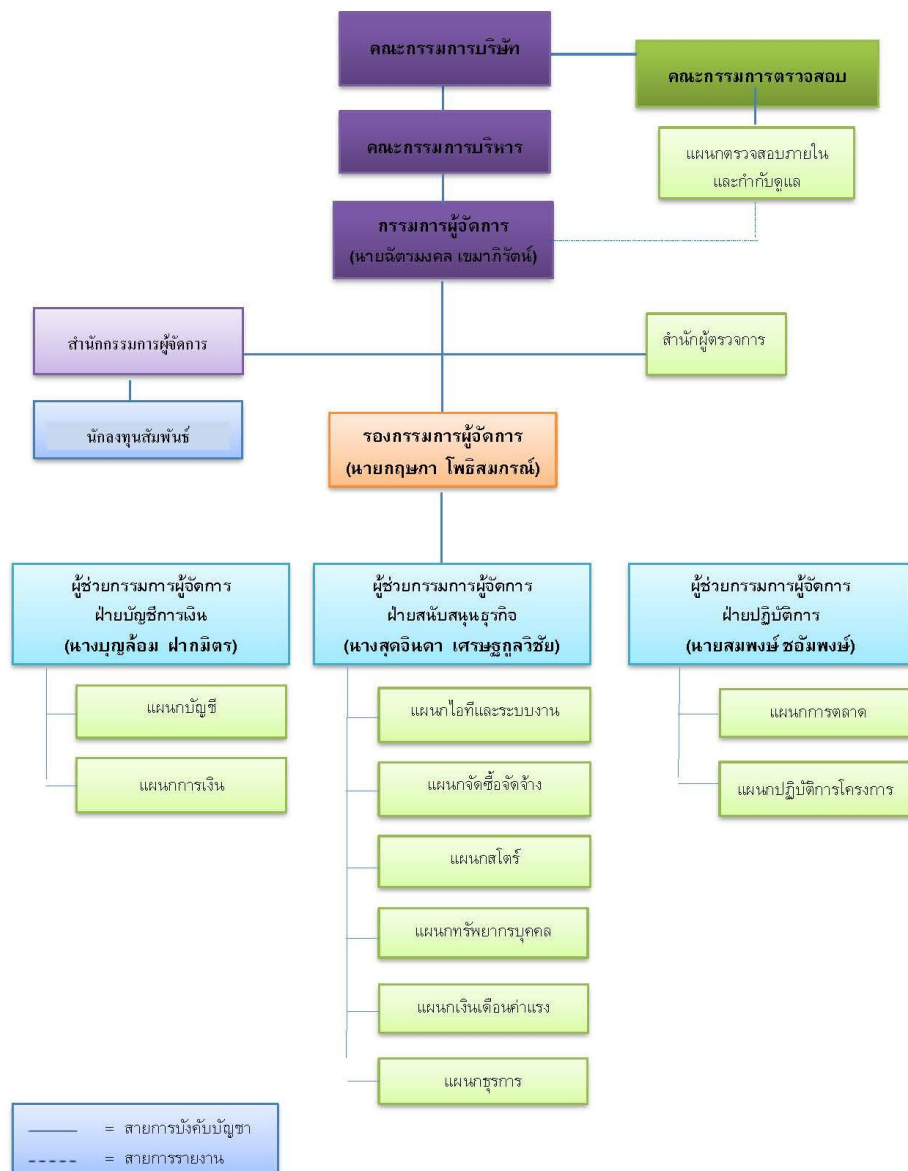 คณะกรรมการบริษัท
คณะกรรมการตรวจสอบ
คณะกรรมการบริหาร
แผนกตรวจสอบภายใน
และกำกับดูแล
กรรมการผู้จัดการ
(นายฉัตรมงคล เขมาภิรัตน์)
สำนักกรรมการผู้จัดการ
สำนักผู้ตรวจการ
นักลงทุนสัมพันธ์
รองกรรมการผู้จัดการ
(นายกฤษภา โพธิสมภรณ์)
ผู้ช่วยกรรมการผู้จัดการ
ฝ่ายบัญชีการเงิน
(นางบุญล้อม ฝากมิตร)
ผู้ช่วยกรรมการผู้จัดการ
ฝ่ายสนับสนุนธุรกิจ
(นางสุดจินดา เศรษฐกูลวิชัย)
ผู้ช่วยกรรมการผู้จัดการ
ฝ่ายปฏิบัติการ
(นายสมพงษ์ ชอัมพงษ์)
แผนกบัญชี
แผนกการเงิน
แผนกไอทีและระบบงาน
แผนกจัดซื้อจัดจ้าง
แผนกสโตร์
แผนกทรัพยากรบุคคล
แผนกเงินเดือนค่าแรง
แผนกธุรการ
แผนกการตลาด
แผนกปฏิบัติการโครงการ
= สายการบังคับบัญชา
= สายการรายงาน